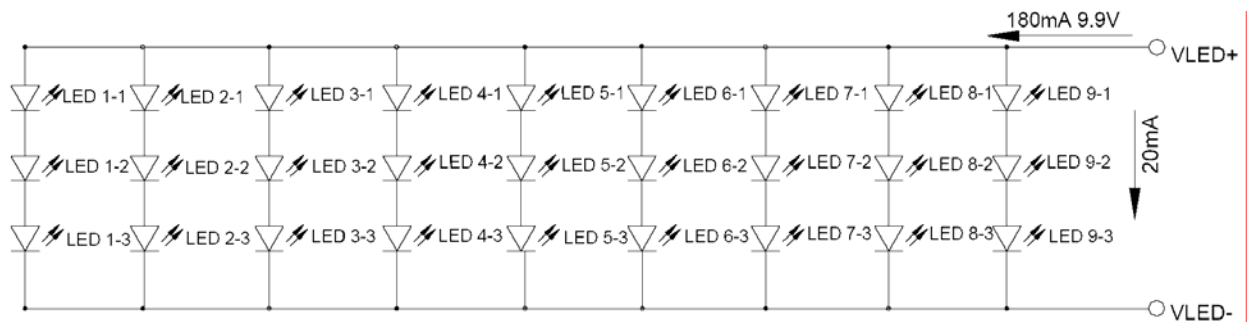 180mA 9.9V
VLED+
LED 1-1 LED 2-1 LED 3-1 LED 4-1 LED 5-1 LED 6-1 LED 7-1 LED 8-1 LED 9-1
20mA
LED 1-2 LED 2-2 LED 3-2 LED 4-2 LED 5-2 LED 6-2 LED 7-2 LED 8-2 LED 9-2
LED 1-3 LED 2-3 LED 3-3 LED 4-3 LED 5-3 LED 6-3 LED 7-3 LED 8-3 LED 9-3
VLED-